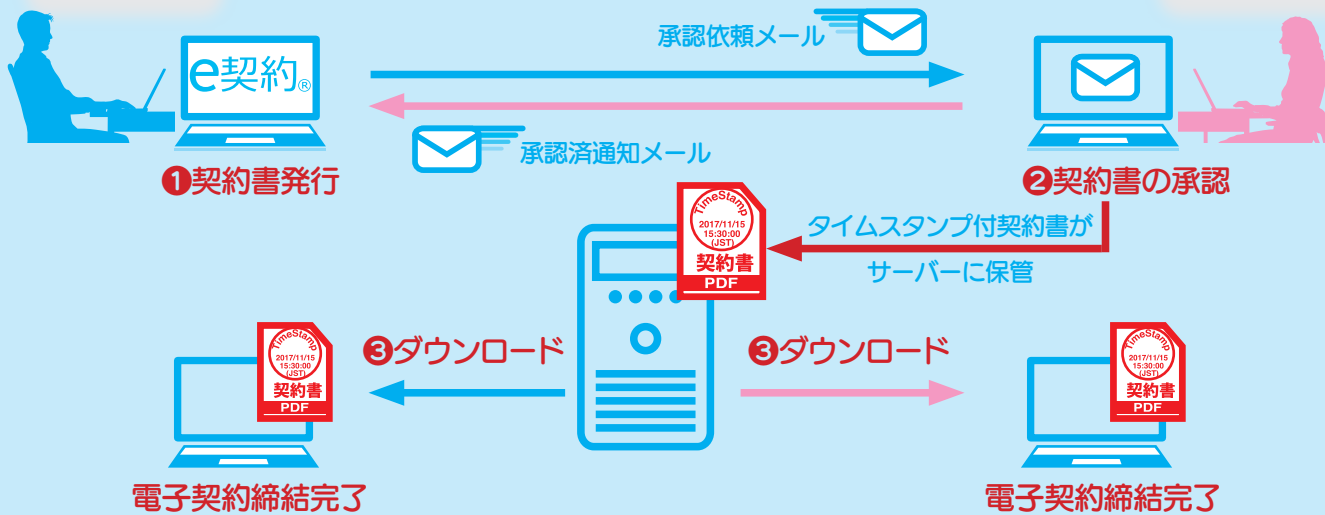 承認依頼メール
e契約®
承認済通知メール
❶契約書発行
❷契約書の承認
TimeStamp
2017/11/15
15:30:00
(JST)
契約書
PDF
タイムスタンプ付契約書が
サーバーに保管
❸ダウンロード
❸ダウンロード
TimeStamp
2017/11/15
15:30:00
(JST)
契約書
PDF
TimeStamp
2017/11/15
15:30:00
(JST)
契約書
PDF
電子契約締結完了
電子契約締結完了